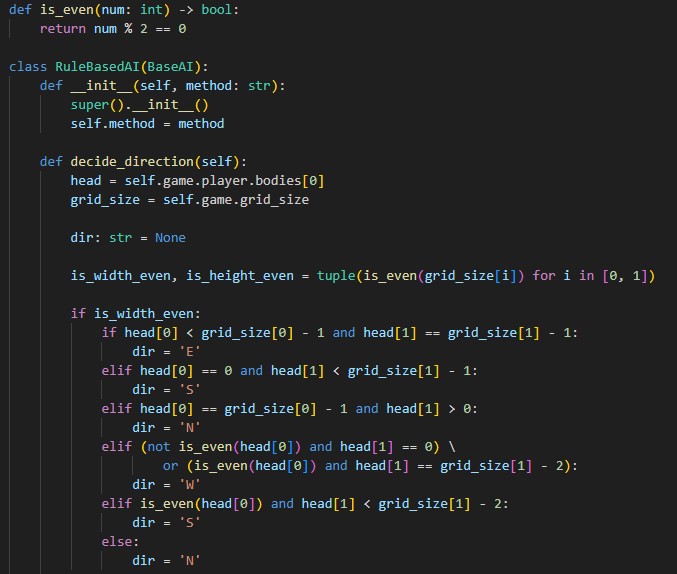 def is_even(num: int) -> bool:
    return num % 2 == 0

class RuleBasedAI(BaseAI):
    def __init__(self, method: str):
        super().__init__()
        self.method = method

    def decide_direction(self):
        head = self.game.player.bodies[0]
        grid_size = self.game.grid_size

        dir: str = None

        is_width_even, is_height_even = tuple(is_even(grid_size[i]) for i in [0, 1])

        if is_width_even:
            if head[0] < grid_size[0] - 1 and head[1] == grid_size[1] - 1:
                dir = 'E'
            elif head[0] == 0 and head[1] < grid_size[1] - 1:
                dir = 'S'
            elif head[0] == grid_size[0] - 1 and head[1] > 0:
                dir = 'N'
            elif (not is_even(head[0]) and head[1] == 0) \
                    or (is_even(head[0]) and head[1] == grid_size[1] - 2):
                dir = 'W'
            elif is_even(head[0]) and head[1] < grid_size[1] - 2:
                dir = 'S'
            else:
                dir = 'N'